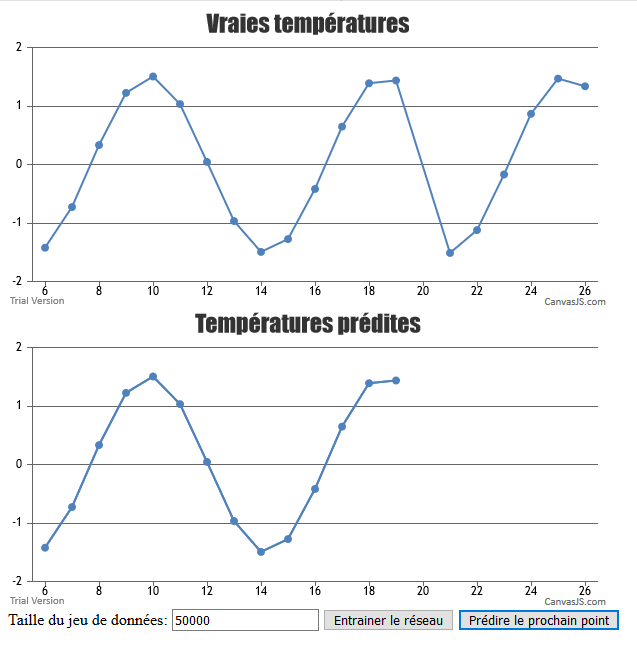 Vraies températures
2
1
0
-1
-2
6 8 10 12 14 16 18 20 22 24 26
Trial Version
CanvasJS.com
Températures prédites
2
1
0
-1
-2
6 8 10 12 14 16 18 20 22 24 26
Trial Version
CanvasJS.com
Taille du jeu de données: 50000 Entrainer le réseau Prédire le prochain point